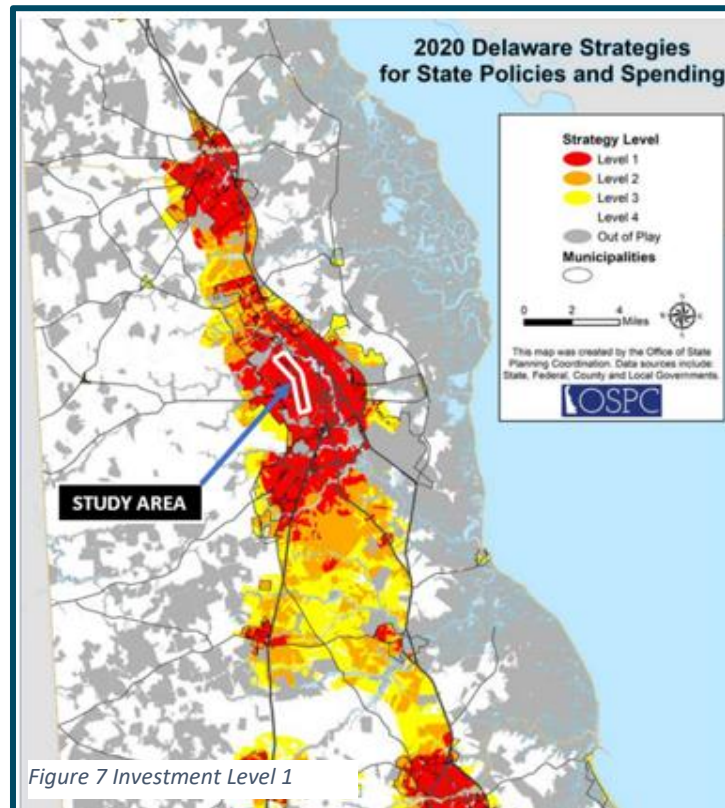 2020 Delaware Strategies
for State Policies and Spending
Strategy Level
Level 1
Level 2
Level 3
Level 4
Out of Play
Municipalities
0 2 4
Miles
N
E
S
W
This map was created by the Office of State
Planning Coordination. Data sources include:
State, Federal, County and Local Governments.
OSPC
STUDY AREA
Figure 7 Investment Level 1